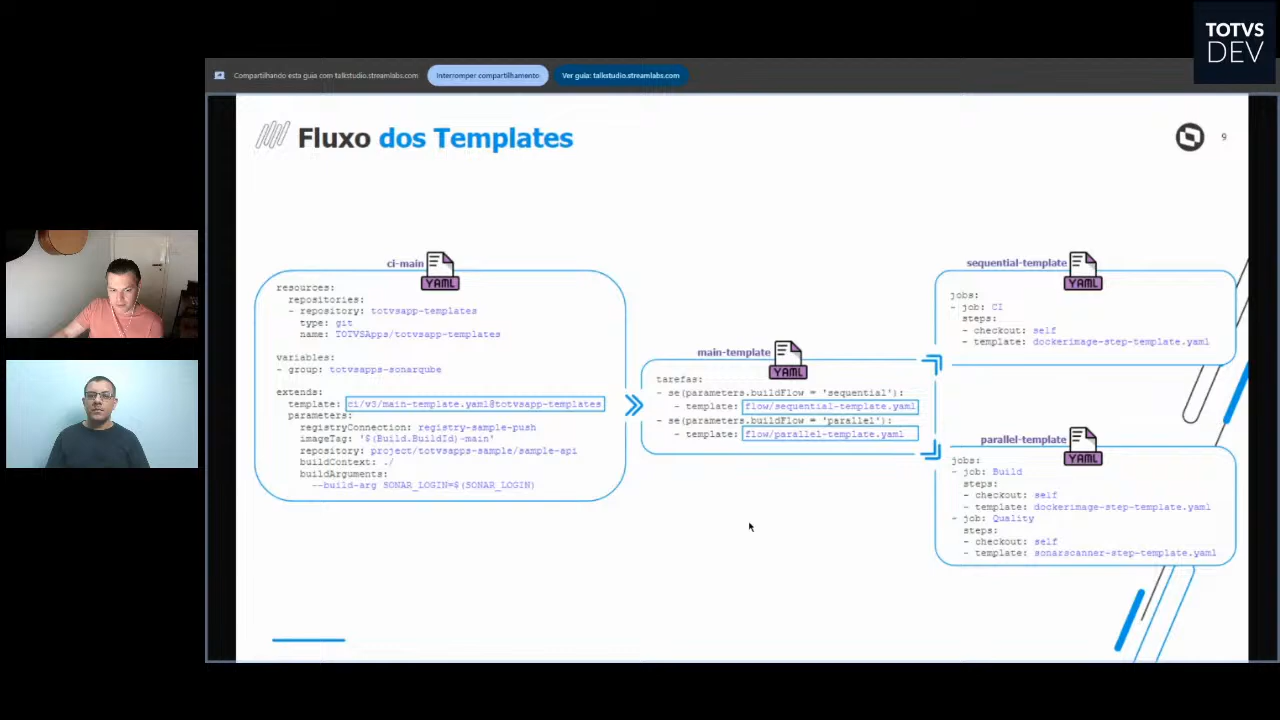 TOTVS
DEV
Compartilhando esta guia com talkstudio.streamlabs.com
Interromper compartilhamento
Ver guia: talkstudio.streamlabs.com
Fluxo dos Templates
9
ci-main
YAML
resources:
repositories:
- repository: totvsapp-templates
type: git
name: TOTVSApps/totvsapp-templates
variables:
- group: totvsapps-sonarqube
extends:
template: ci/v3/main-template.yaml@totvsapp-templates
parameters:
registryConnection: registry-sample-push
imageTag: '$(Build.BuildId)-main'
repository: project/totvsapps-sample/sample-api
buildContext: ./
buildArguments:
--build-arg SONAR_LOGIN=$(SONAR_LOGIN)
main-template
YAML
tarefas:
- se(parameters.buildFlow = 'sequential'):
- template: flow/sequential-template.yaml
- se(parameters.buildFlow = 'parallel'):
- template: flow/parallel-template.yaml
sequential-template
YAML
jobs:
- job: CI
steps:
- checkout: self
- template: dockerimage-step-template.yaml
parallel-template
YAML
jobs:
- job: Build
steps:
- checkout: self
- template: dockerimage-step-template.yaml
- job: Quality
steps:
- checkout: self
- template: sonarscanner-step-template.yaml